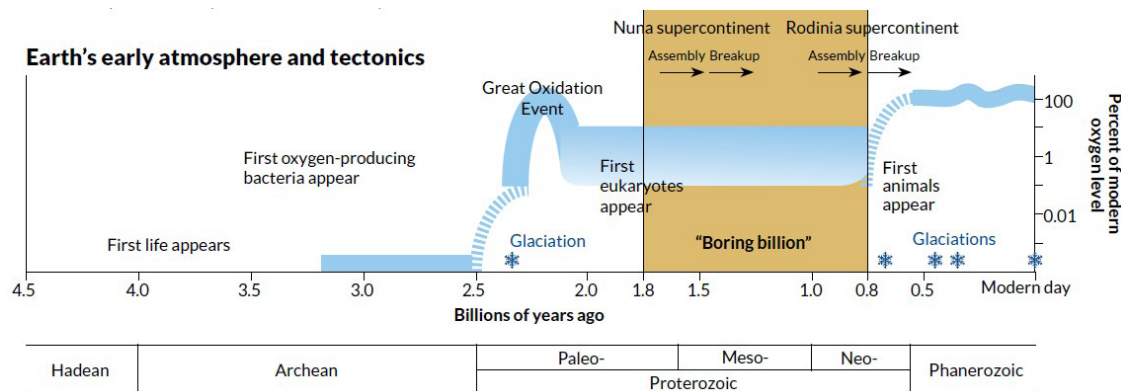 Earth's early atmosphere and tectonics
Nuna supercontinent
Assembly Breakup
Rodinia supercontinent
Assembly Breakup
Great Oxidation
Event
First oxygen-producing
bacteria appear
First
eukaryotes
appear
First
animals
appear
First life appears
Glaciation
"Boring billion"
Glaciations
100
1
0.01
Percent of modern
oxygen level
4.5 4.0 3.5 3.0 2.5 2.0 1.8 1.5 1.0 0.8 0.5 Modern day
Billions of years ago
Hadean Archean Paleo- Meso- Neo- Phanerozoic
Proterozoic